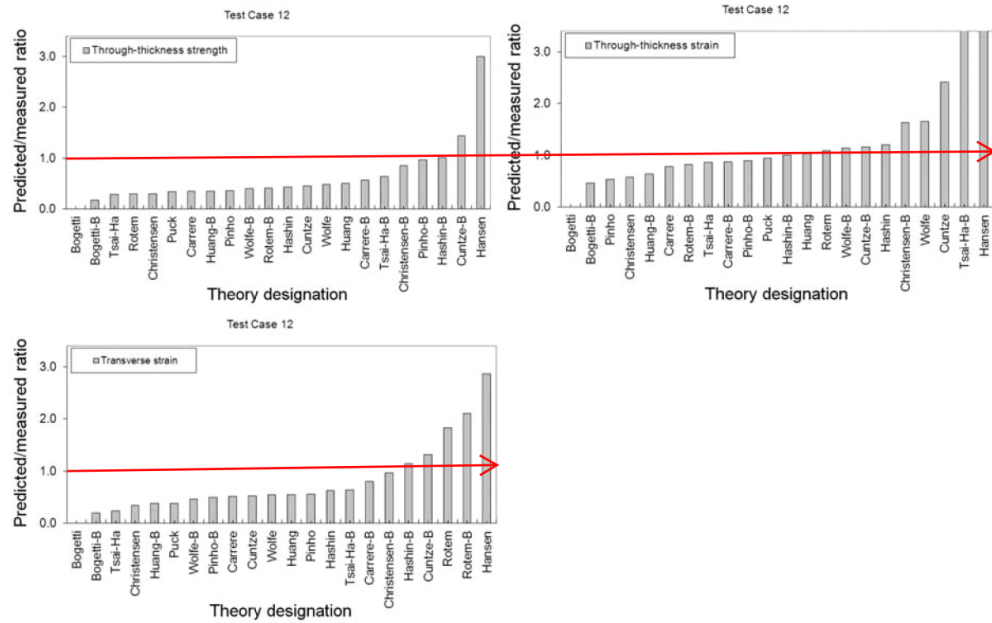 Test Case 12
Through-thickness strength
Predicted/measured ratio
3.0
2.0
1.0
0.0
Bogetti
Bogetti-B
Tsai-Ha
Rotem
Christensen
Puck
Carrere
Huang-B
Pinho
Wolfe-B
Rotem-B
Hashin
Cuntze
Wolfe
Huang
Carrere-B
Tsai-Ha-B
Christensen-B
Pinho-B
Hashin-B
Cuntze-B
Hansen
Theory designation
Test Case 12
Through-thickness strain
Predicted/measured ratio
3.0
2.0
1.0
0.0
Bogetti
Bogetti-B
Pinho
Christensen
Huang-B
Carrere
Rotem-B
Tsai-Ha
Carrere-B
Pinho-B
Puck
Hashin-B
Huang
Rotem
Wolfe-B
Cuntze-B
Hashin
Christensen-B
Wolfe
Cuntze
Tsai-Ha-B
Hansen
Theory designation
Test Case 12
Transverse strain
Predicted/measured ratio
3.0
2.0
1.0
0.0
Bogetti
Bogetti-B
Tsai-Ha
Christensen
Huang-B
Puck
Wolfe-B
Pinho-B
Carrere
Cuntze
Wolfe
Huang
Pinho
Hashin
Tsai-Ha-B
Carrere-B
Christensen-B
Hashin-B
Cuntze-B
Rotem
Rotem-B
Hansen
Theory designation